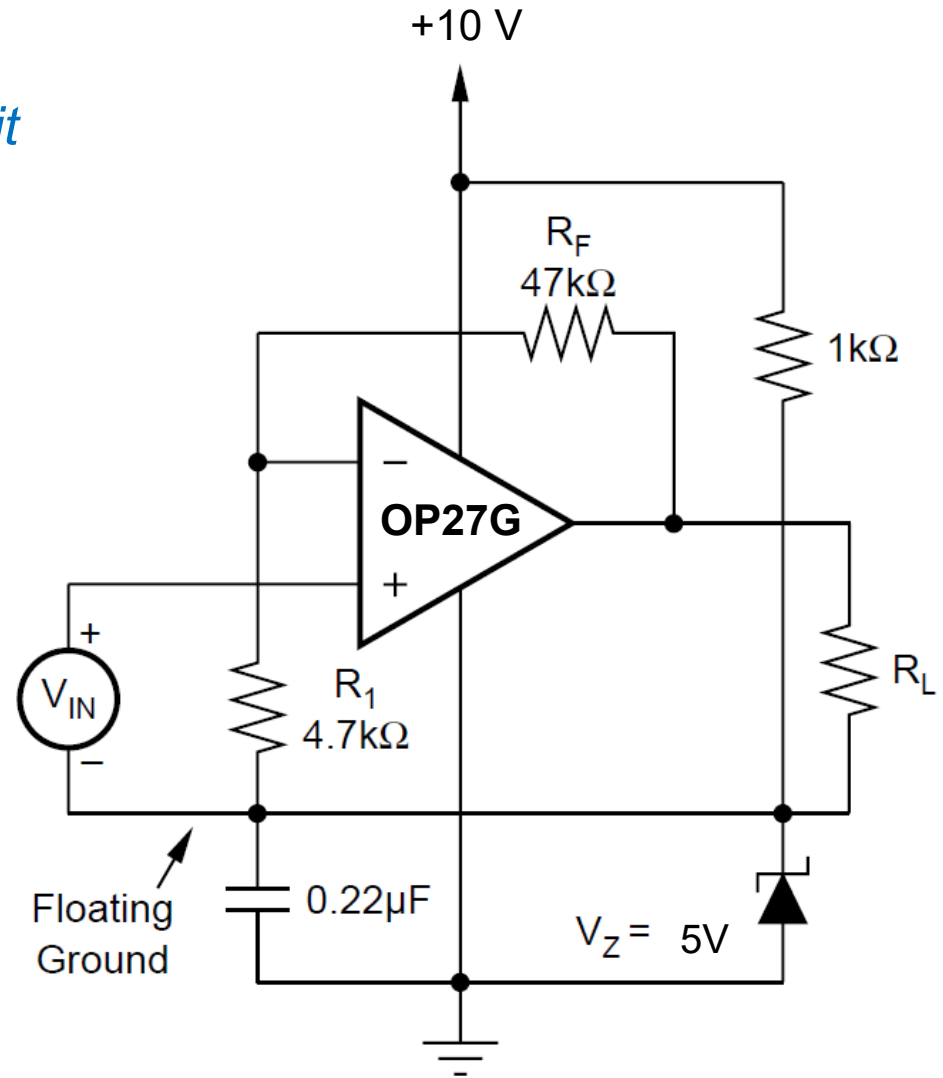 +10 V
it
R_F
47kΩ
1kΩ
−
OP27G
+
+
V_IN
−
R_1
4.7kΩ
R_L
Floating
Ground
0.22µF
V_Z = 5V